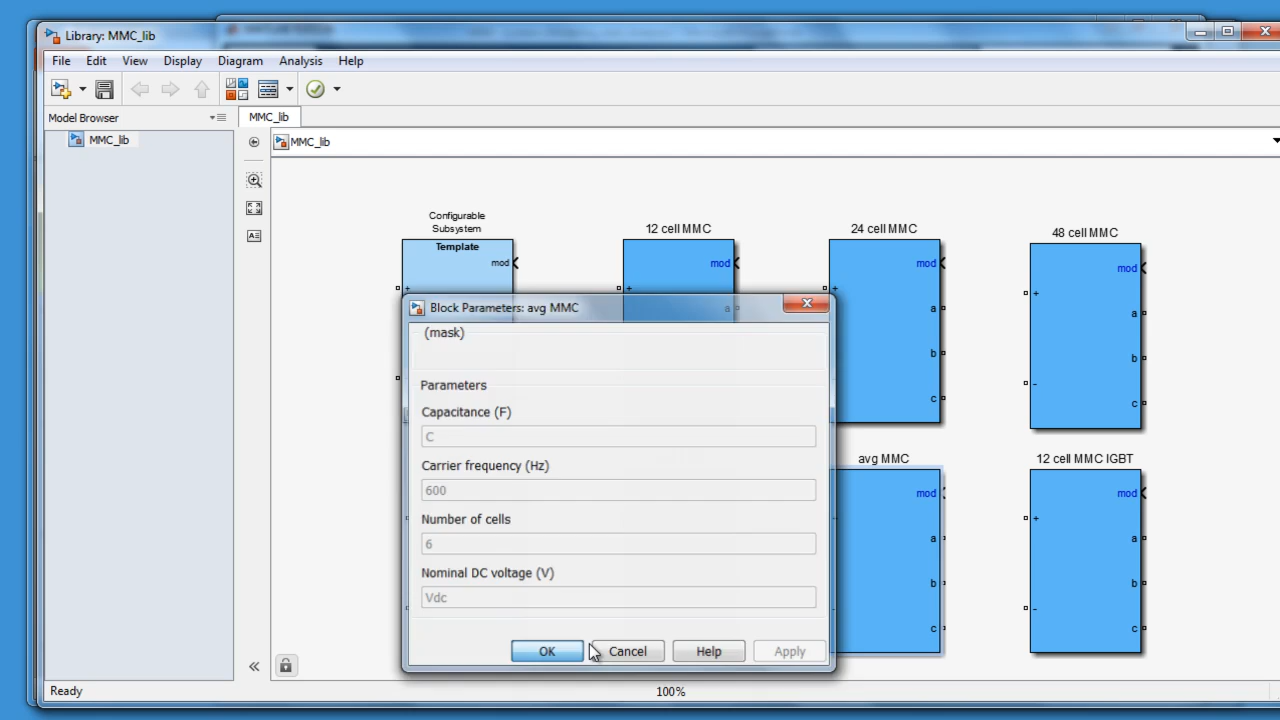 Library: MMC_lib
File Edit View Display Diagram Analysis Help
Model Browser
MMC_lib
MMC_lib
MMC_lib
Configurable
Subsystem
Template
mod
+
12 cell MMC
mod
+
a
24 cell MMC
mod
+
a
b
c
48 cell MMC
mod
+
a
b
-
c
Block Parameters: avg MMC
(mask)
Parameters
Capacitance (F)
C
Carrier frequency (Hz)
600
Number of cells
6
Nominal DC voltage (V)
Vdc
OK Cancel Help Apply
avg MMC
mod
a
b
c
12 cell MMC IGBT
mod
+
a
b
-
c
Ready
100%